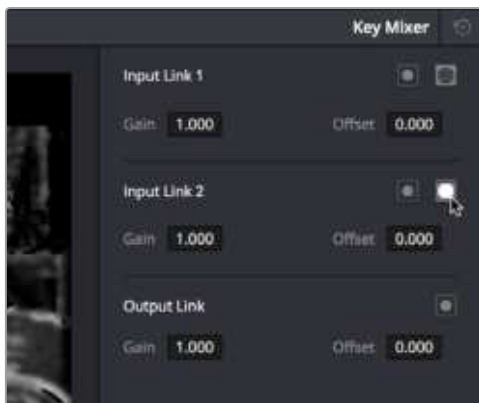 Key Mixer
Input Link 1
Gain 1.000 Offset 0.000
Input Link 2
Gain 1.000 Offset 0.000
Output Link
Gain 1.000 Offset 0.000